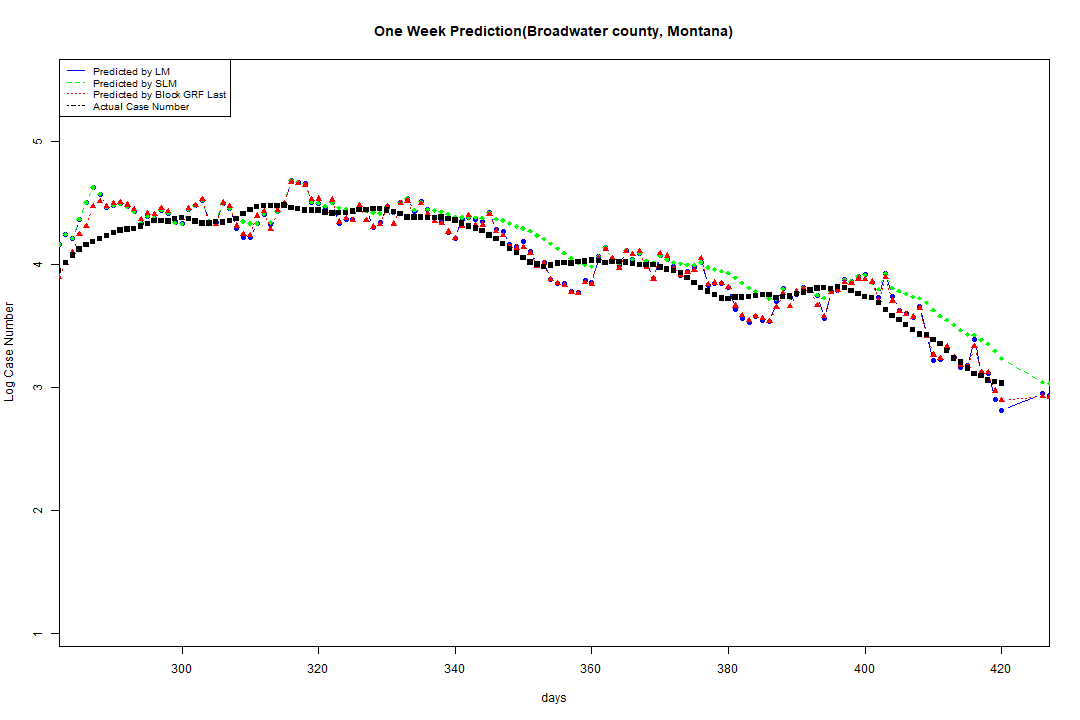 One Week Prediction(Broadwater county, Montana)
Predicted by LM
Predicted by SLM
Predicted by Block GRF Last
Actual Case Number
5
4
3
2
1
Log Case Number
300 320 340 360 380 400 420
days